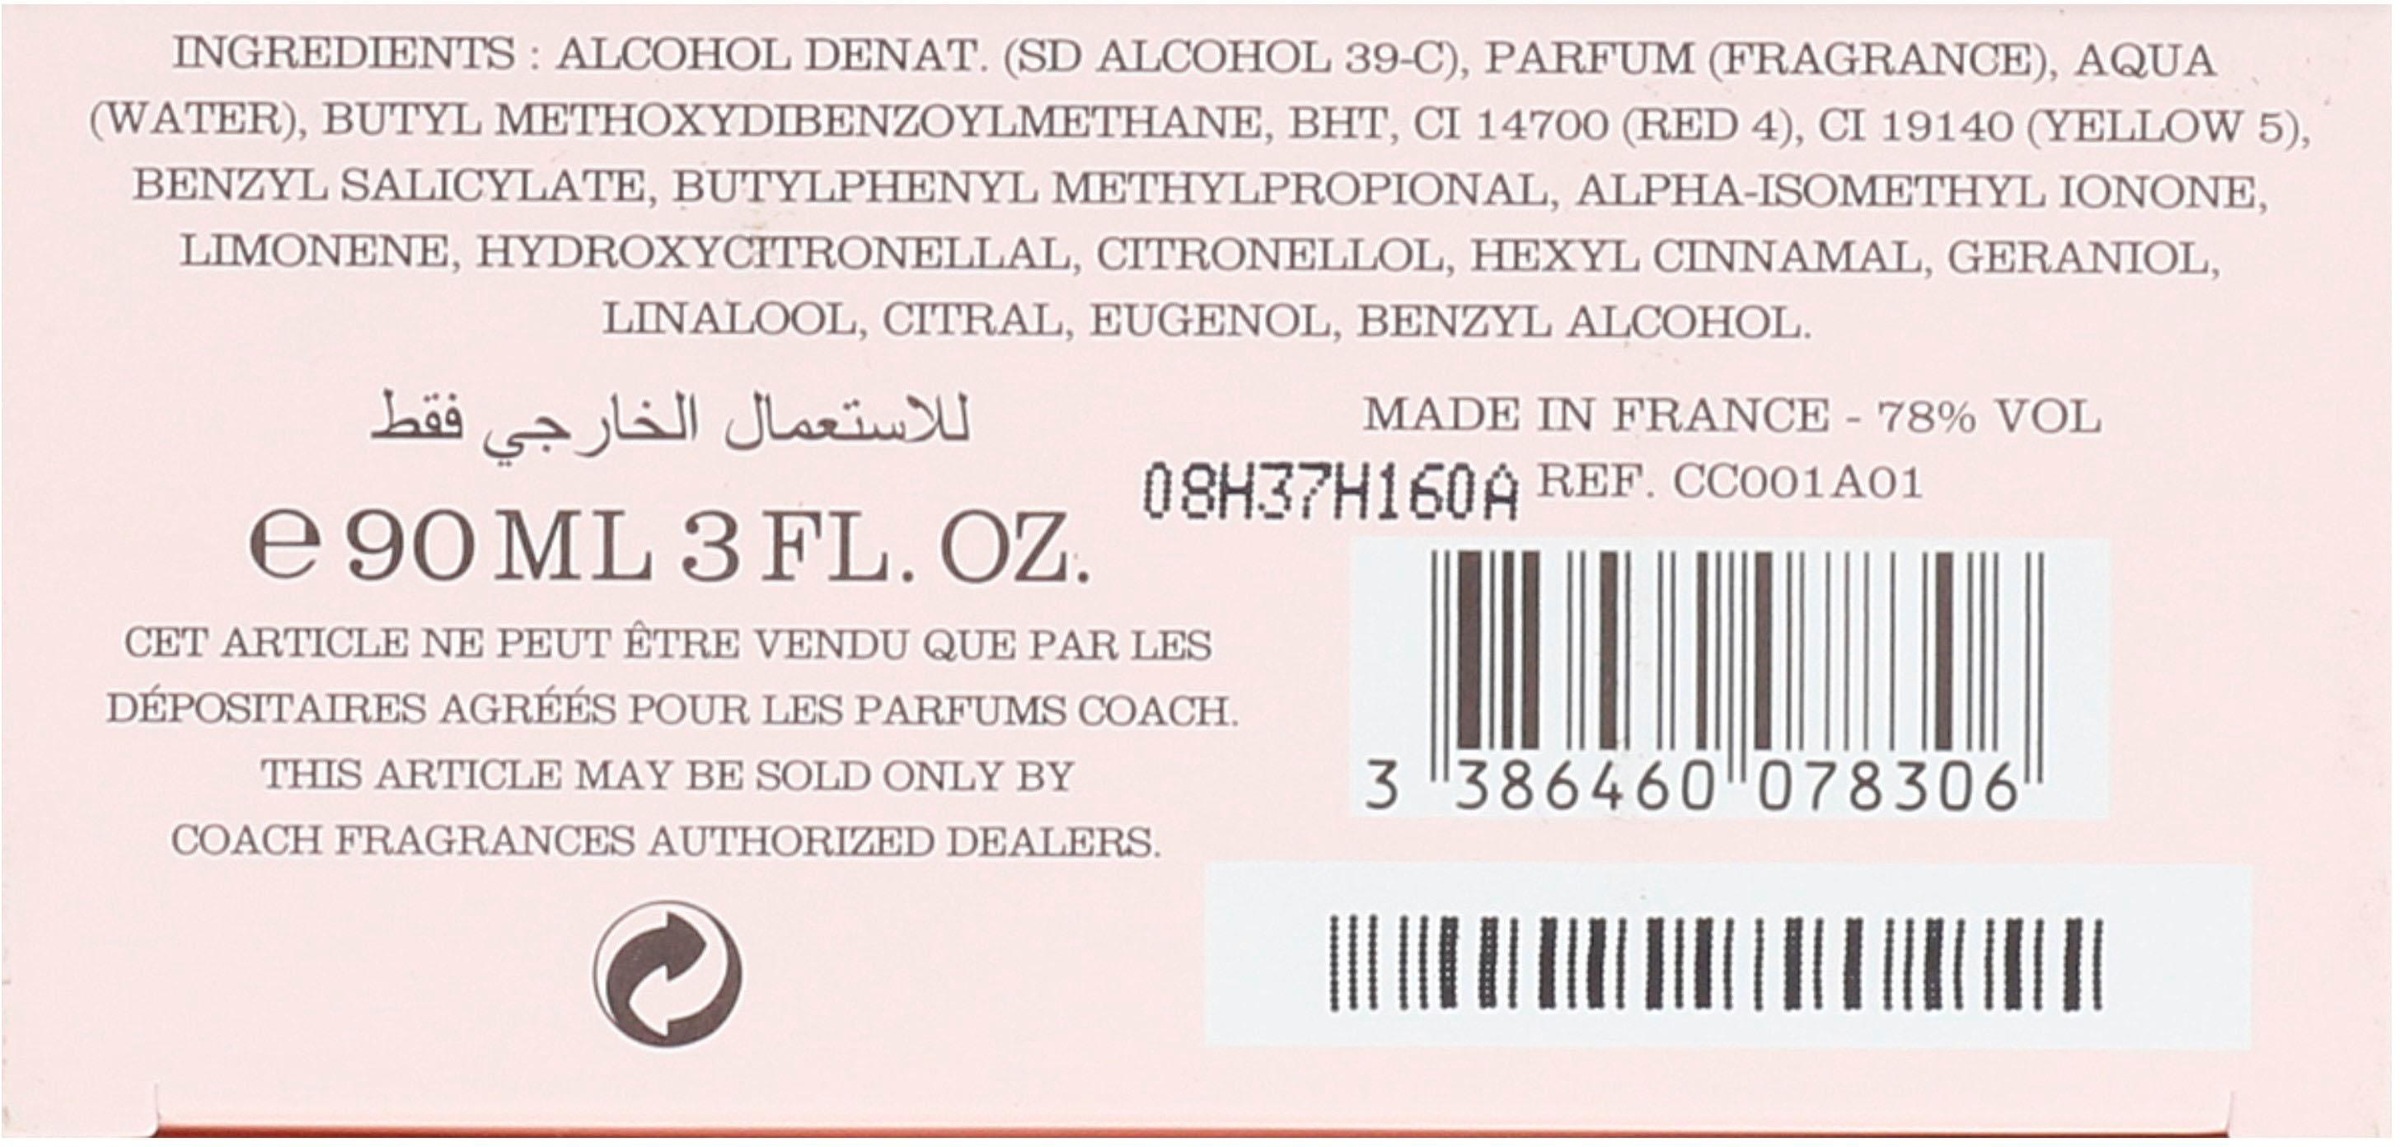 INGREDIENTS : ALCOHOL DENAT. (SD ALCOHOL 39-C), PARFUM (FRAGRANCE), AQUA
(WATER), BUTYL METHOXYDIBENZOYLMETHANE, BHT, CI 14700 (RED 4), CI 19140 (YELLOW 5),
BENZYL SALICYLATE, BUTYLPHENYL METHYLPROPIONAL, ALPHA-ISOMETHYL IONONE,
LIMONENE, HYDROXYCITRONELLAL, CITRONELLOL, HEXYL CINNAMAL, GERANIOL,
LINALOOL, CITRAL, EUGENOL, BENZYL ALCOHOL.
للاستعمال الخارجي فقط
e 90 ML 3 FL. OZ.
CET ARTICLE NE PEUT ÊTRE VENDU QUE PAR LES
DÉPOSITAIRES AGRÉÉS POUR LES PARFUMS COACH.
THIS ARTICLE MAY BE SOLD ONLY BY
COACH FRAGRANCES AUTHORIZED DEALERS.
MADE IN FRANCE - 78% VOL
08H37H160A REF. CC001A01
3 386460 078306